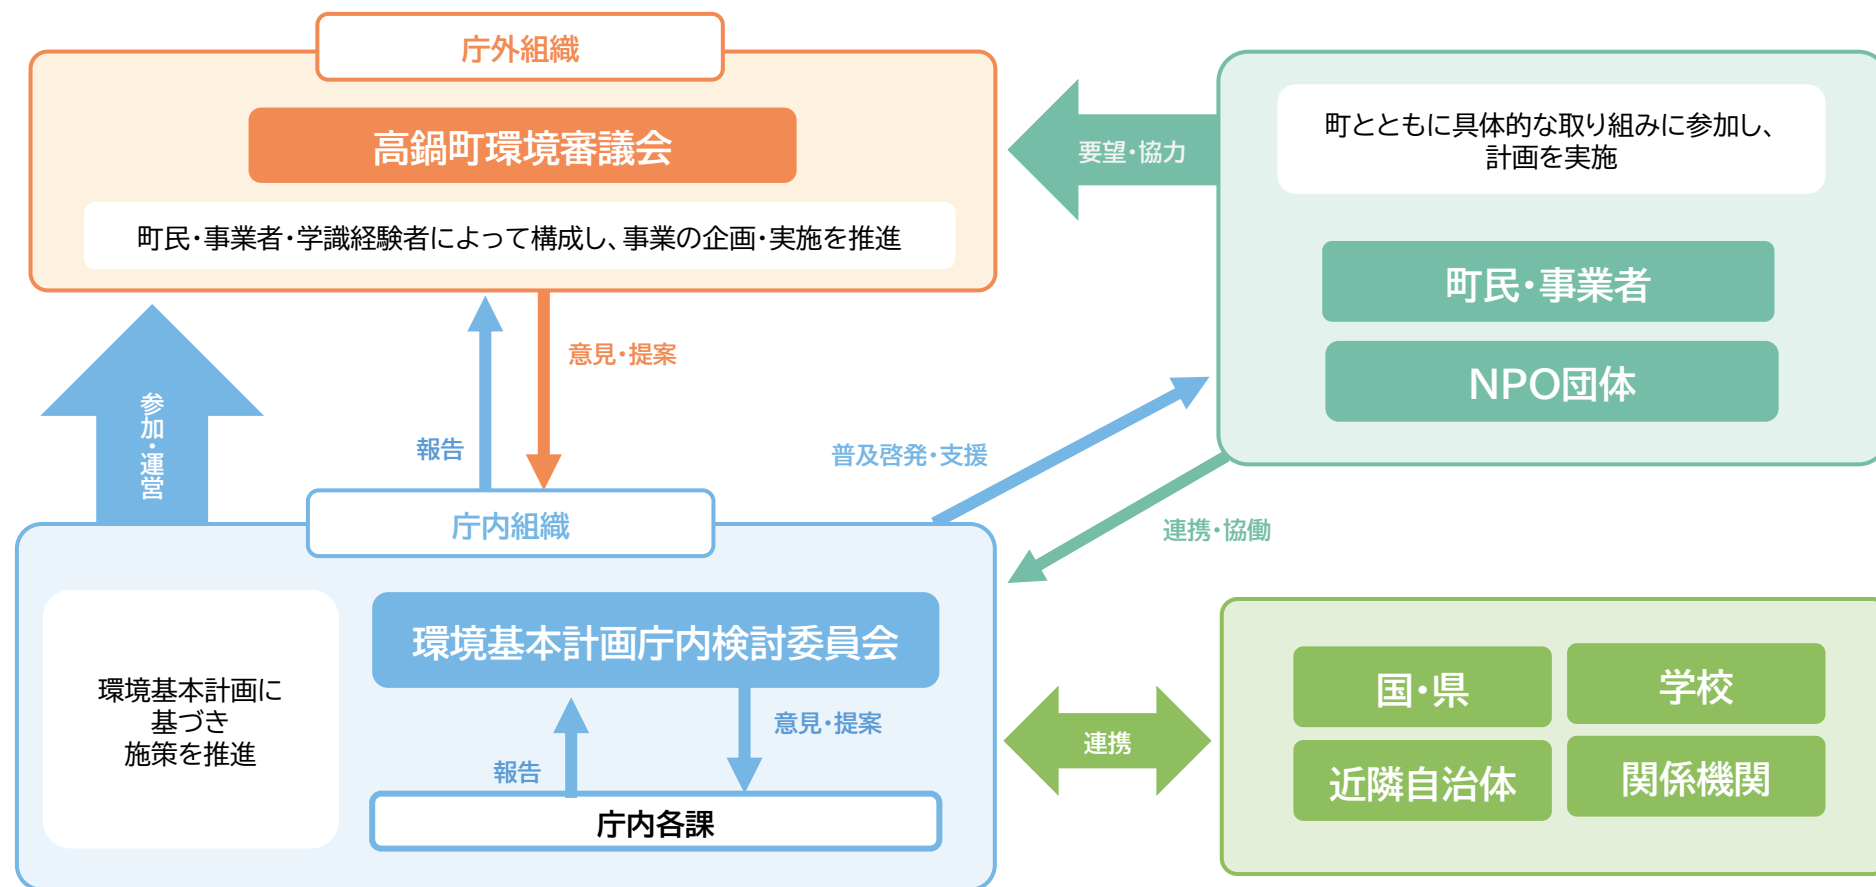 庁外組織
高鍋町環境審議会
町民・事業者・学識経験者によって構成し、事業の企画・実施を推進
要望・協力
町とともに具体的な取り組みに参加し、
計画を実施
町民・事業者
NPO団体
参加・運営
報告
意見・提案
普及啓発・支援
連携・協働
庁内組織
環境基本計画に
基づき
施策を推進
環境基本計画庁内検討委員会
報告
意見・提案
庁内各課
連携
国・県
学校
近隣自治体
関係機関